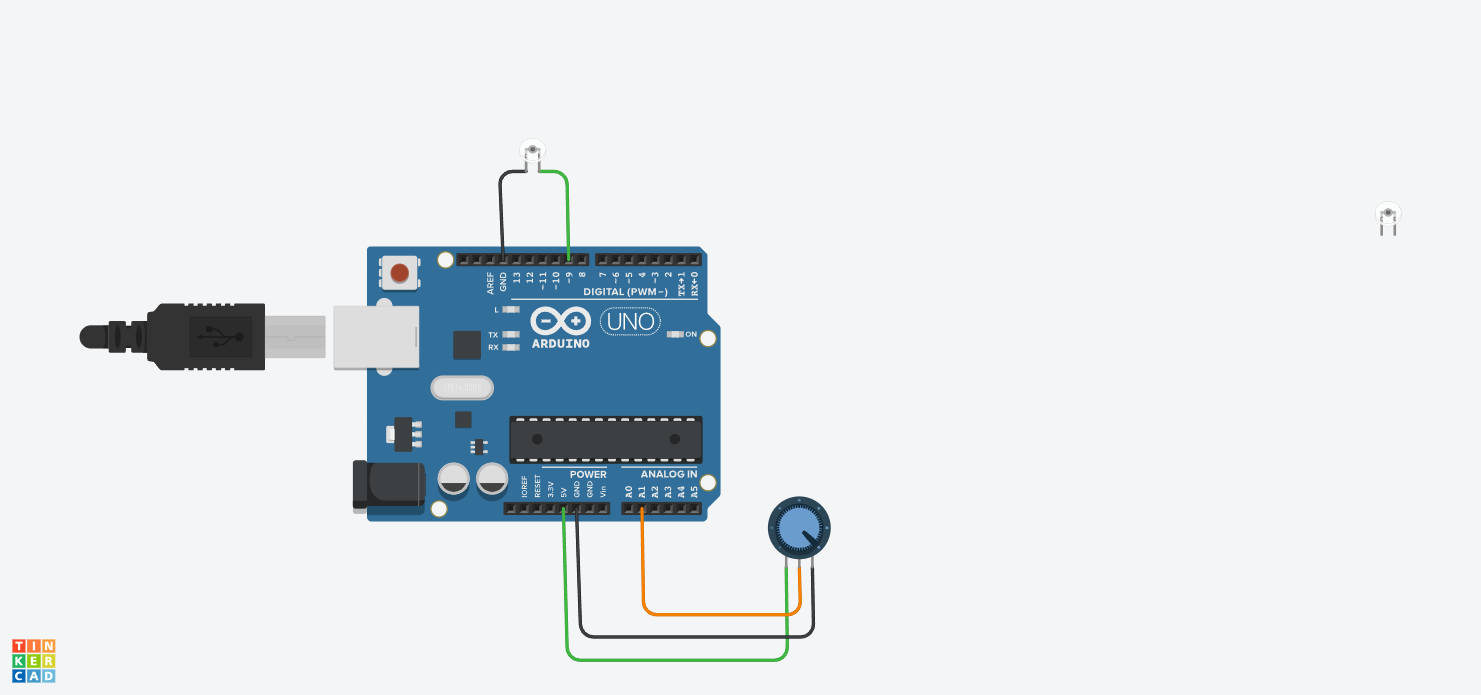 AREF
GND
13
12
~11
~10
~9
8
7
~6
~5
4
~3
2
TX→1
RX←0
DIGITAL (PWM~)
L
TX
RX
ARDUINO
UNO
ON
POWER
ANALOG IN
IOREF
RESET
3.3V
5V
GND
GND
Vin
A0
A1
A2
A3
A4
A5
TIN
KER
CAD